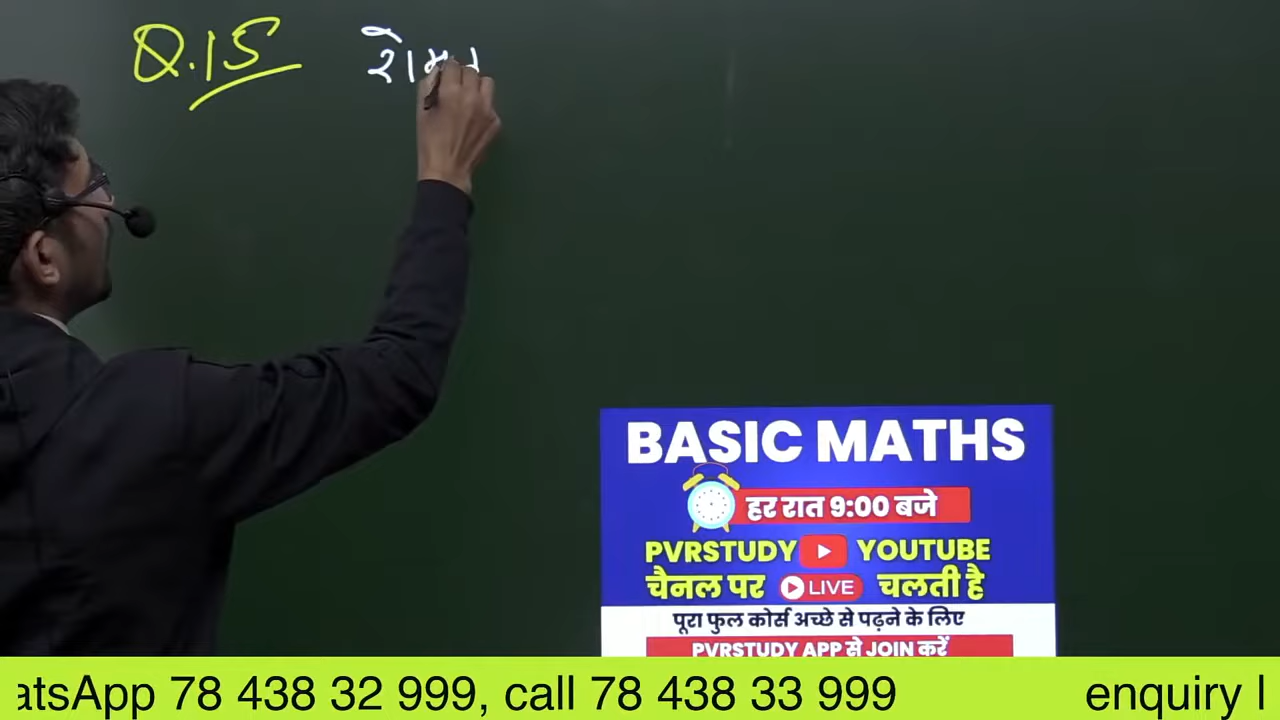 Q.15
BASIC MATHS
हर रात 9:00 बजे
PVRSTUDY YOUTUBE
चैनल पर LIVE चलती है
पूरा फुल कोर्स अच्छे से पढ़ने के लिए
PVRSTUDY APP से JOIN करें
atsApp 78 438 32 999, call 78 438 33 999 enquiry